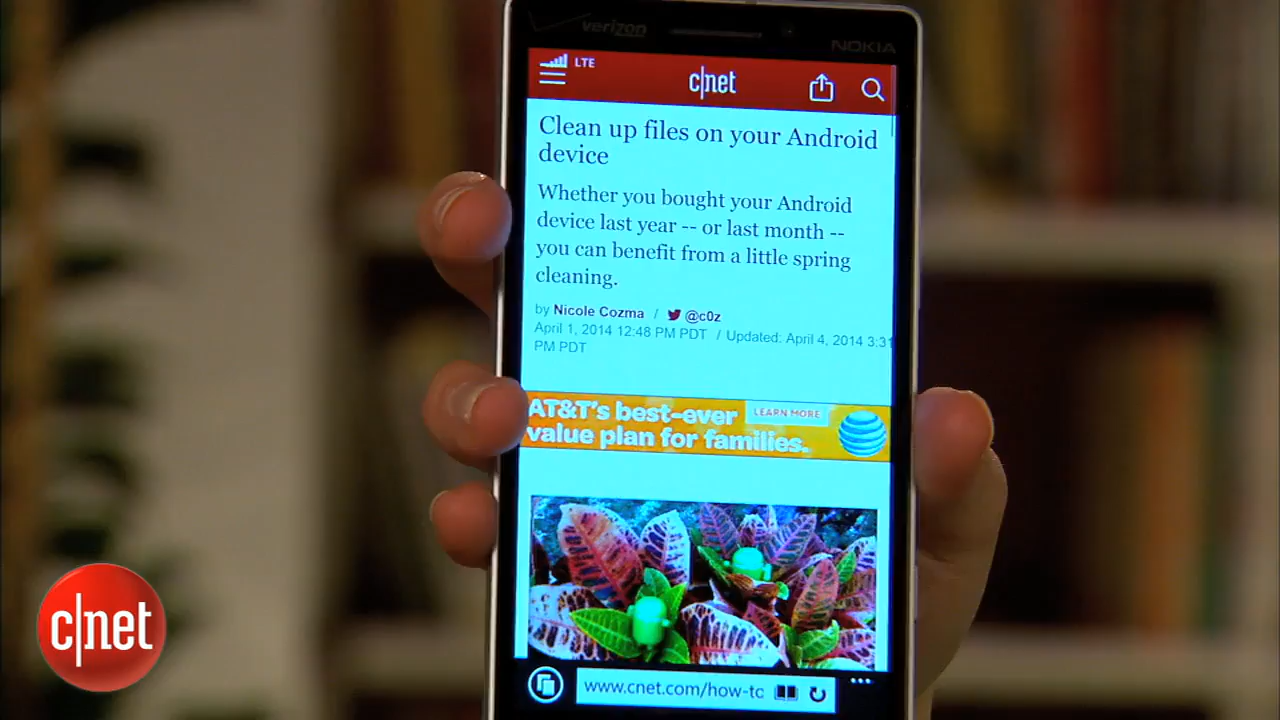 verizon
NOKIA
LTE
c|net
Clean up files on your Android
device
Whether you bought your Android
device last year -- or last month --
you can benefit from a little spring
cleaning.
by Nicole Cozma / @c0z
April 1, 2014 12:48 PM PDT / Updated: April 4, 2014 3:31
PM PDT
AT&T's best-ever
value plan for families.
LEARN MORE
www.cnet.com/how-tc
c|net